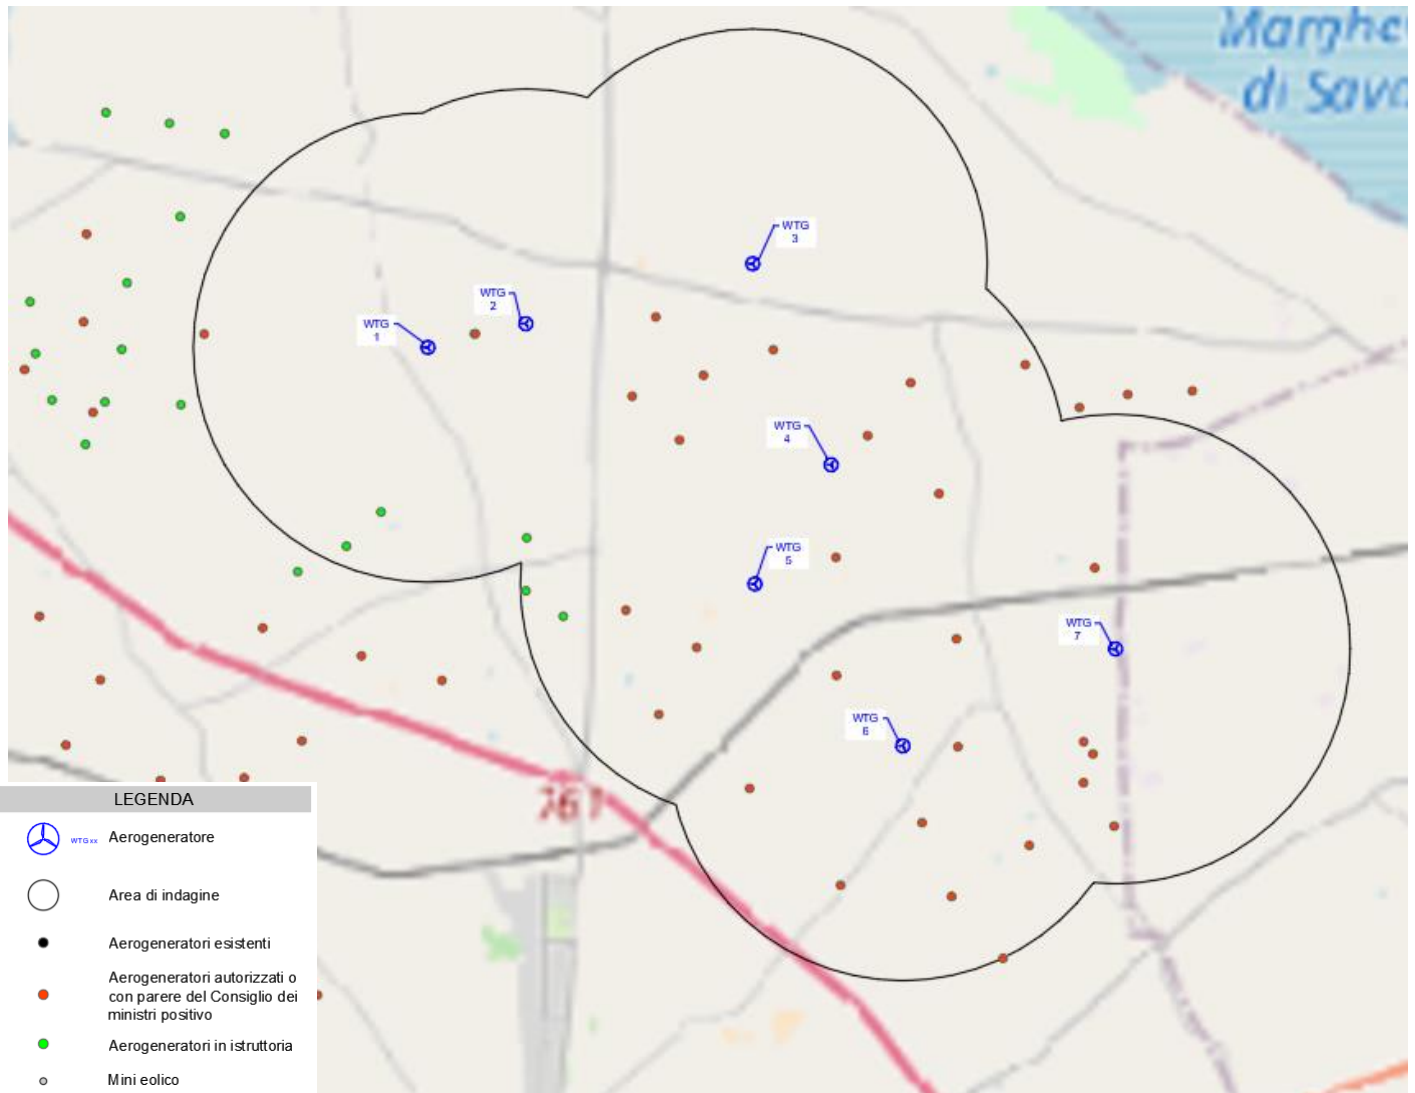 di Savo
WTG
3
WTG
2
WTG
1
WTG
4
WTG
5
WTG
7
WTG
6
LEGENDA
WTGxx
Aerogeneratore
Area di indagine
Aerogeneratori esistenti
Aerogeneratori autorizzati o
con parere del Consiglio dei
ministri positivo
Aerogeneratori in istruttoria
Mini eolico